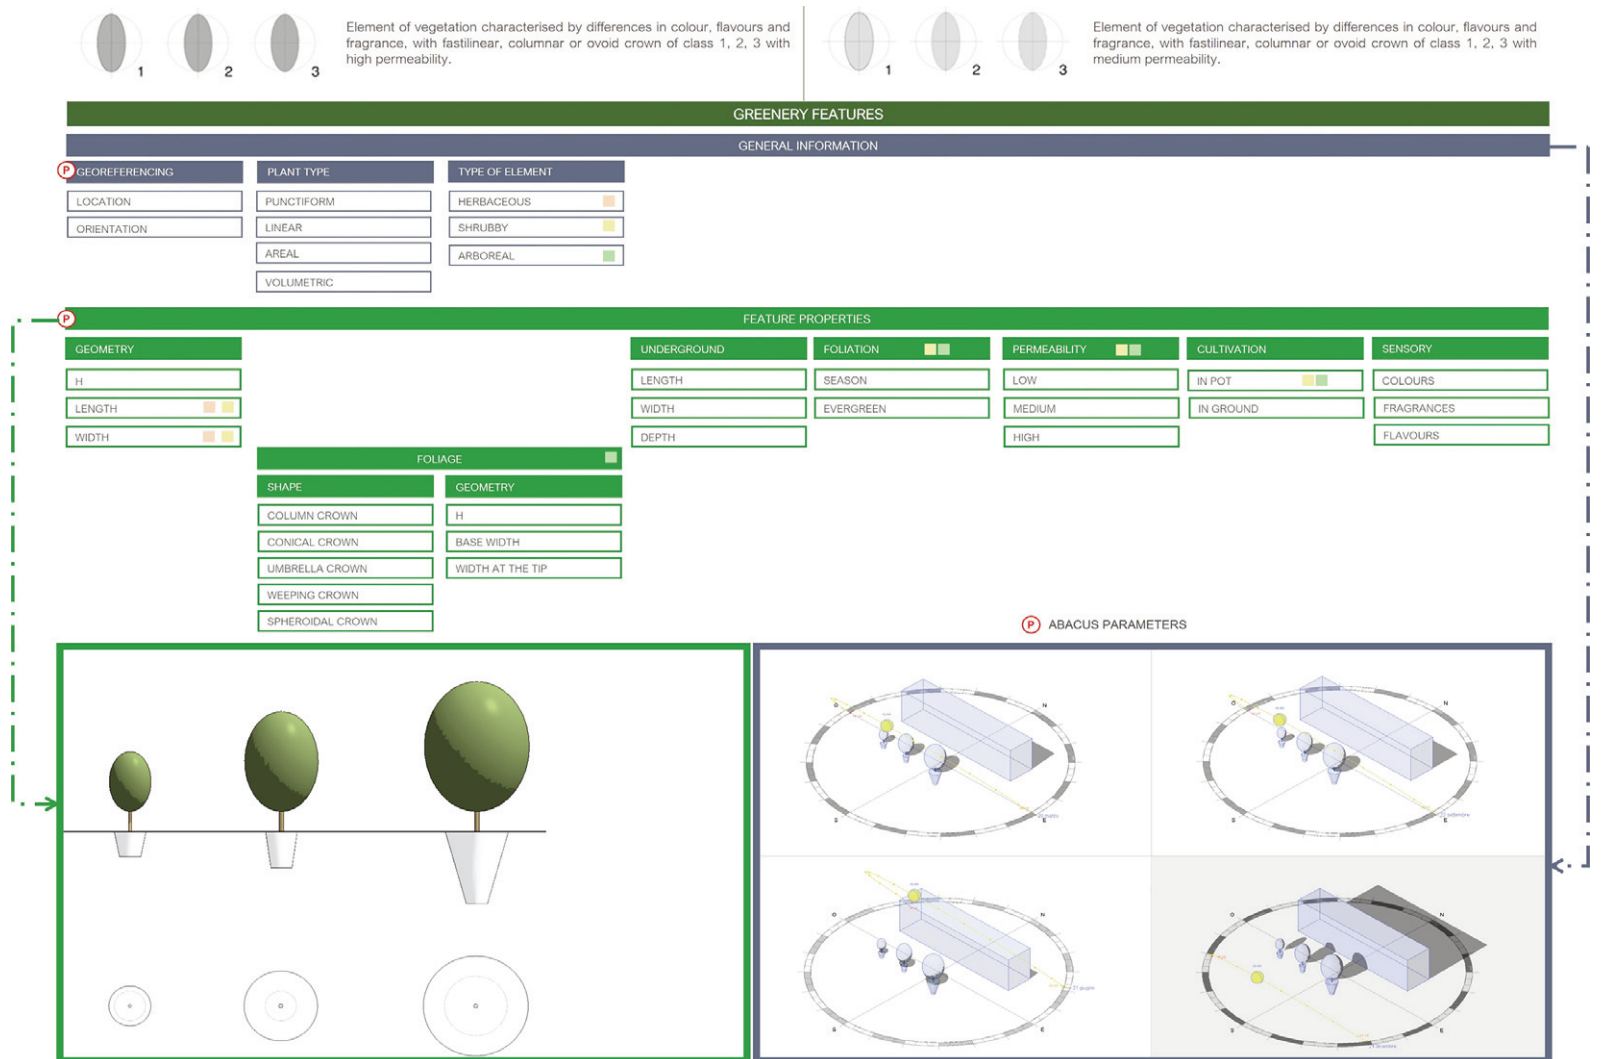 Element of vegetation characterised by differences in colour, flavours and
fragrance, with fastilinear, columnar or ovoid crown of class 1, 2, 3 with
high permeability.
1
2
3
Element of vegetation characterised by differences in colour, flavours and
fragrance, with fastilinear, columnar or ovoid crown of class 1, 2, 3 with
medium permeability.
1
2
3
GREENERY FEATURES
GENERAL INFORMATION
P
GEOREFERENCING
LOCATION
ORIENTATION
PLANT TYPE
PUNCTIFORM
LINEAR
AREAL
VOLUMETRIC
TYPE OF ELEMENT
HERBACEOUS
SHRUBBY
ARBOREAL
P
FEATURE PROPERTIES
GEOMETRY
H
LENGTH
WIDTH
FOLIAGE
SHAPE
COLUMN CROWN
CONICAL CROWN
UMBRELLA CROWN
WEEPING CROWN
SPHEROIDAL CROWN
GEOMETRY
H
BASE WIDTH
WIDTH AT THE TIP
UNDERGROUND
LENGTH
WIDTH
DEPTH
FOLIATION
SEASON
EVERGREEN
PERMEABILITY
LOW
MEDIUM
HIGH
CULTIVATION
IN POT
IN GROUND
SENSORY
COLOURS
FRAGRANCES
FLAVOURS
P ABACUS PARAMETERS
O
N
S
E
O
N
S
E
22 settembre
O
N
S
E
21 giugno
O
N
S
E